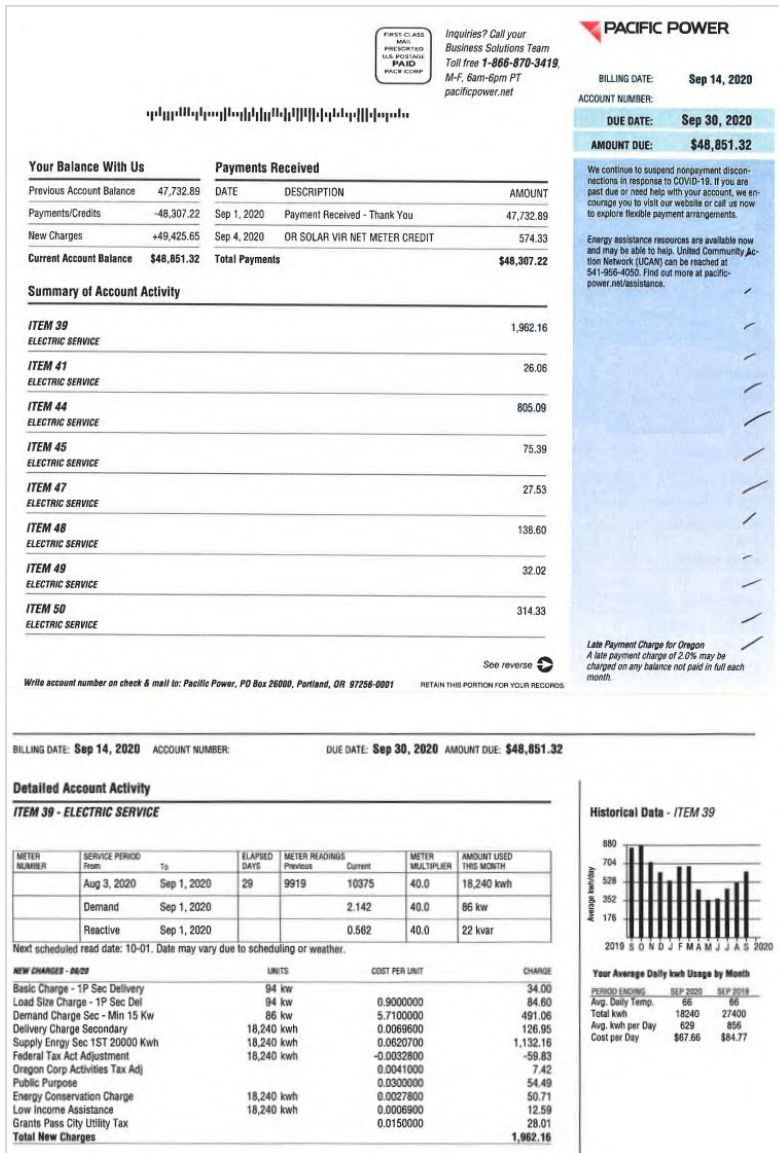 FIRST-CLASS
MAIL
PRESORTED
U.S. POSTAGE
PAID
PACIFICORP
Inquiries? Call your
Business Solutions Team
Toll free 1-866-870-3419,
M-F, 6am-6pm PT
pacificpower.net
PACIFIC POWER
BILLING DATE: Sep 14, 2020
ACCOUNT NUMBER:
DUE DATE: Sep 30, 2020
AMOUNT DUE: $48,851.32
Your Balance With Us
Previous Account Balance 47,732.89
Payments/Credits -48,307.22
New Charges +49,425.65
Current Account Balance $48,851.32
Payments Received
DATE DESCRIPTION AMOUNT
Sep 1, 2020 Payment Received - Thank You 47,732.89
Sep 4, 2020 OR SOLAR VIR NET METER CREDIT 574.33
Total Payments $48,307.22
We continue to suspend nonpayment discon-
nections in response to COVID-19. If you are
past due or need help with your account, we en-
courage you to visit our website or call us now
to explore flexible payment arrangements.
Energy assistance resources are available now
and may be able to help. United Community Ac-
tion Network (UCAN) can be reached at
541-956-4050. Find out more at pacific-
power.net/assistance.
Summary of Account Activity
ITEM 39 1,962.16
ELECTRIC SERVICE
ITEM 41 26.06
ELECTRIC SERVICE
ITEM 44 805.09
ELECTRIC SERVICE
ITEM 45 75.39
ELECTRIC SERVICE
ITEM 47 27.53
ELECTRIC SERVICE
ITEM 48 138.60
ELECTRIC SERVICE
ITEM 49 32.02
ELECTRIC SERVICE
ITEM 50 314.33
ELECTRIC SERVICE
See reverse
Late Payment Charge for Oregon
A late payment charge of 2.0% may be
charged on any balance not paid in full each
month.
Write account number on check & mail to: Pacific Power, PO Box 26000, Portland, OR 97256-0001 RETAIN THIS PORTION FOR YOUR RECORDS.
BILLING DATE: Sep 14, 2020 ACCOUNT NUMBER: DUE DATE: Sep 30, 2020 AMOUNT DUE: $48,851.32
Detailed Account Activity
ITEM 39 - ELECTRIC SERVICE
METER NUMBER SERVICE PERIOD From To ELAPSED DAYS METER READINGS Previous Current METER MULTIPLIER AMOUNT USED THIS MONTH
Aug 3, 2020 Sep 1, 2020 29 9919 10375 40.0 18,240 kwh
Demand Sep 1, 2020 2.142 40.0 86 kw
Reactive Sep 1, 2020 0.562 40.0 22 kvar
Next scheduled read date: 10-01. Date may vary due to scheduling or weather.
NEW CHARGES - 09/20 UNITS COST PER UNIT CHARGE
Basic Charge - 1P Sec Delivery 94 kw 34.00
Load Size Charge - 1P Sec Del 94 kw 0.9000000 84.60
Demand Charge Sec - Min 15 Kw 86 kw 5.7100000 491.06
Delivery Charge Secondary 18,240 kwh 0.0069600 126.95
Supply Enrgy Sec 1ST 20000 Kwh 18,240 kwh 0.0620700 1,132.16
Federal Tax Act Adjustment 18,240 kwh -0.0032800 -59.83
Oregon Corp Activities Tax Adj 0.0041000 7.42
Public Purpose 0.0300000 54.49
Energy Conservation Charge 18,240 kwh 0.0027800 50.71
Low Income Assistance 18,240 kwh 0.0006900 12.59
Grants Pass City Utility Tax 0.0150000 28.01
Total New Charges 1,962.16
Historical Data - ITEM 39
Average kwh/day
880
704
528
352
176
2019 S O N D J F M A M J J A S 2020
Your Average Daily kwh Usage by Month
PERIOD ENDING SEP 2020 SEP 2019
Avg. Daily Temp. 66 66
Total kwh 18240 27400
Avg. kwh per Day 629 856
Cost per Day $67.66 $84.77